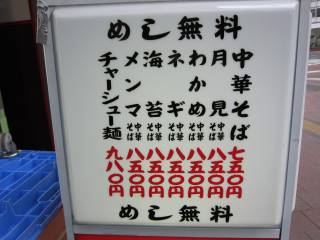 めし無料
中華そば 七五〇円
月見中華そば 八五〇円
わかめ中華そば 八五〇円
ネギ中華そば 八五〇円
海苔中華そば 八五〇円
メンマ中華そば 八五〇円
チャーシュー麺 九八〇円
めし無料